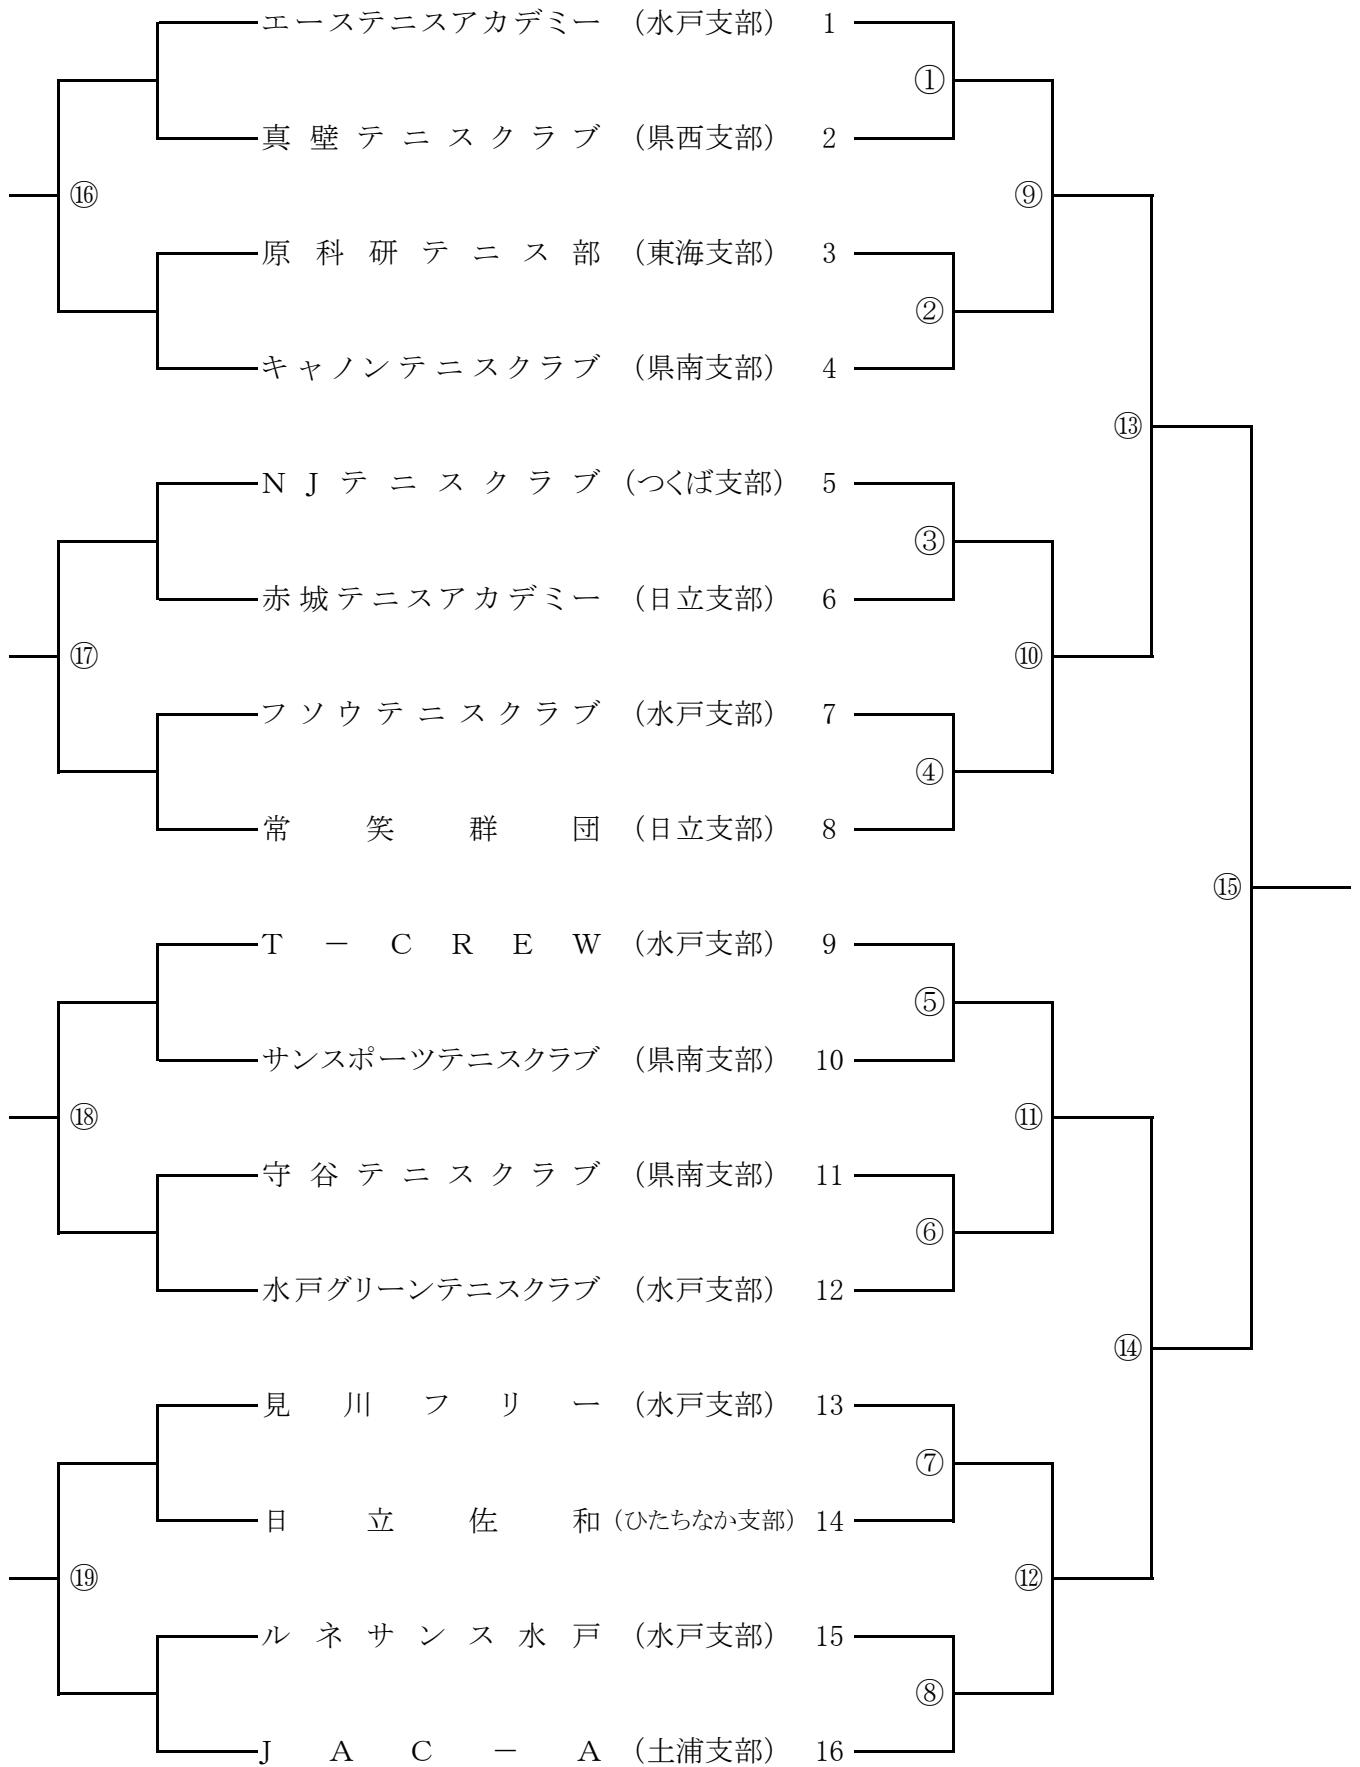 エーステニスアカデミー (水戸支部) 1
①
真壁テニスクラブ (県西支部) 2
⑯ ⑨
原科研テニス部 (東海支部) 3
②
キャノンテニスクラブ (県南支部) 4
⑬
NJテニスクラブ (つくば支部) 5
③
赤城テニスアカデミー (日立支部) 6
⑰ ⑩
フソウテニスクラブ (水戸支部) 7
④
常笑群団 (日立支部) 8
⑮
T-CREW (水戸支部) 9
⑤
サンスポーツテニスクラブ (県南支部) 10
⑱ ⑪
守谷テニスクラブ (県南支部) 11
⑥
水戸グリーンテニスクラブ (水戸支部) 12
⑭
見川フリー (水戸支部) 13
⑦
日立佐和 (ひたちなか支部) 14
⑲ ⑫
ルネサンス水戸 (水戸支部) 15
⑧
JAC-A (土浦支部) 16